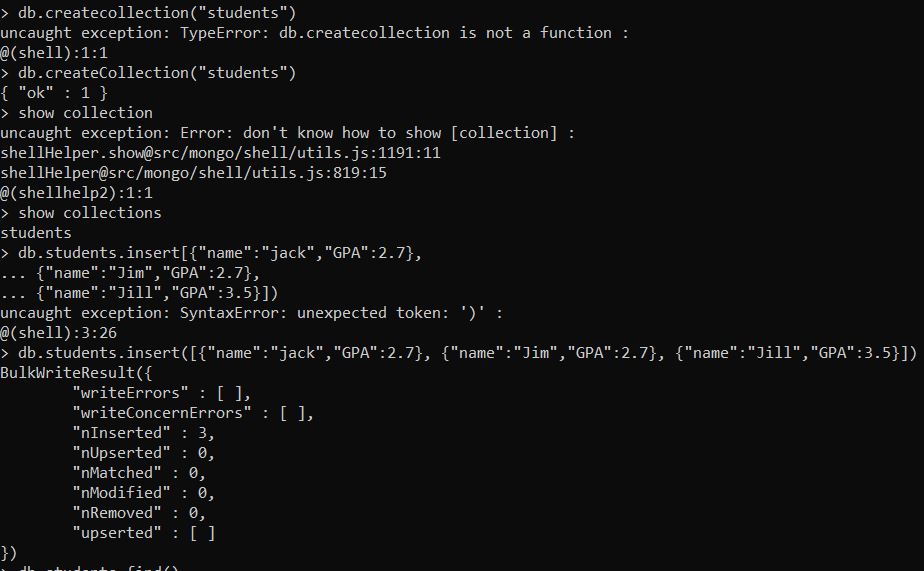 > db.createcollection("students")
uncaught exception: TypeError: db.createcollection is not a function :
@(shell):1:1
> db.createCollection("students")
{ "ok" : 1 }
> show collection
uncaught exception: Error: don't know how to show [collection] :
shellHelper.show@src/mongo/shell/utils.js:1191:11
shellHelper@src/mongo/shell/utils.js:819:15
@(shellhelp2):1:1
> show collections
students
> db.students.insert[{"name":"jack","GPA":2.7},
... {"name":"Jim","GPA":2.7},
... {"name":"Jill","GPA":3.5}])
uncaught exception: SyntaxError: unexpected token: ')' :
@(shell):3:26
> db.students.insert([{"name":"jack","GPA":2.7}, {"name":"Jim","GPA":2.7}, {"name":"Jill","GPA":3.5}])
BulkWriteResult({
        "writeErrors" : [ ],
        "writeConcernErrors" : [ ],
        "nInserted" : 3,
        "nUpserted" : 0,
        "nMatched" : 0,
        "nModified" : 0,
        "nRemoved" : 0,
        "upserted" : [ ]
})
> db.students.find()